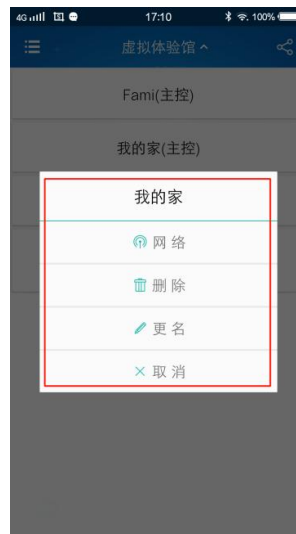 4G 17:10 100%
虚拟体验馆
Fami(主控)
我的家(主控)
我的家
网络
删除
更名
取消